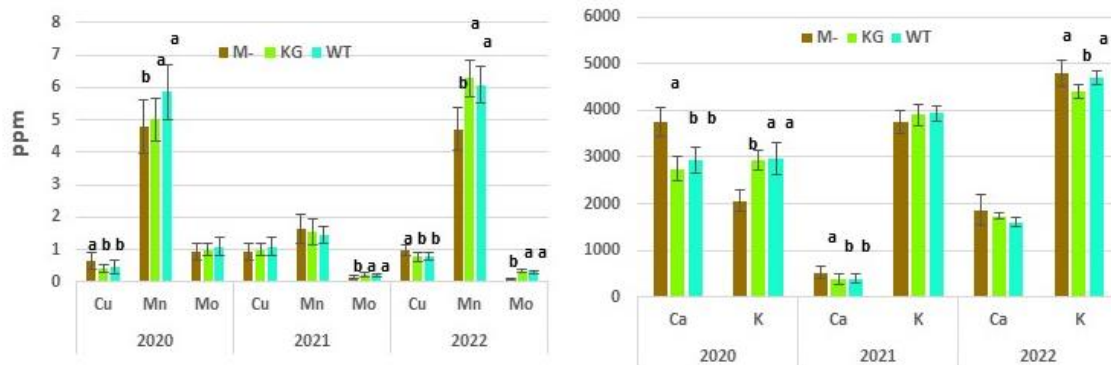 8
7
6
5
4
3
2
1
0
ppm
M- KG WT
a b b
b a a
b a a
a b b
b a a
b a a
Cu Mn Mo Cu Mn Mo Cu Mn Mo
2020 2021 2022
6000
5000
4000
3000
2000
1000
0
M- KG WT
a b b
b a a
a b b
a b a
Ca K Ca K Ca K
2020 2021 2022